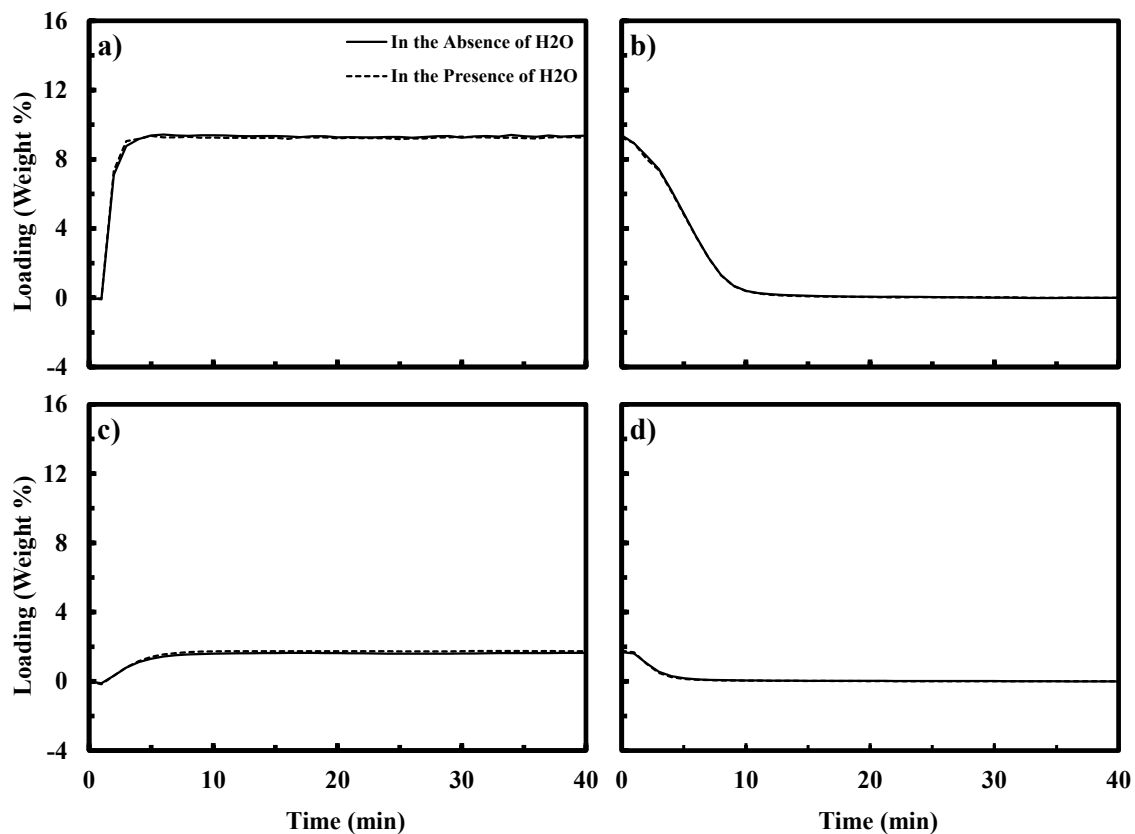 a)
In the Absence of H2O
In the Presence of H2O
b)
16
12
8
4
0
-4
Loading (Weight %)
c)
d)
16
12
8
4
0
-4
Loading (Weight %)
0
10
20
30
40
0
10
20
30
40
Time (min)
Time (min)